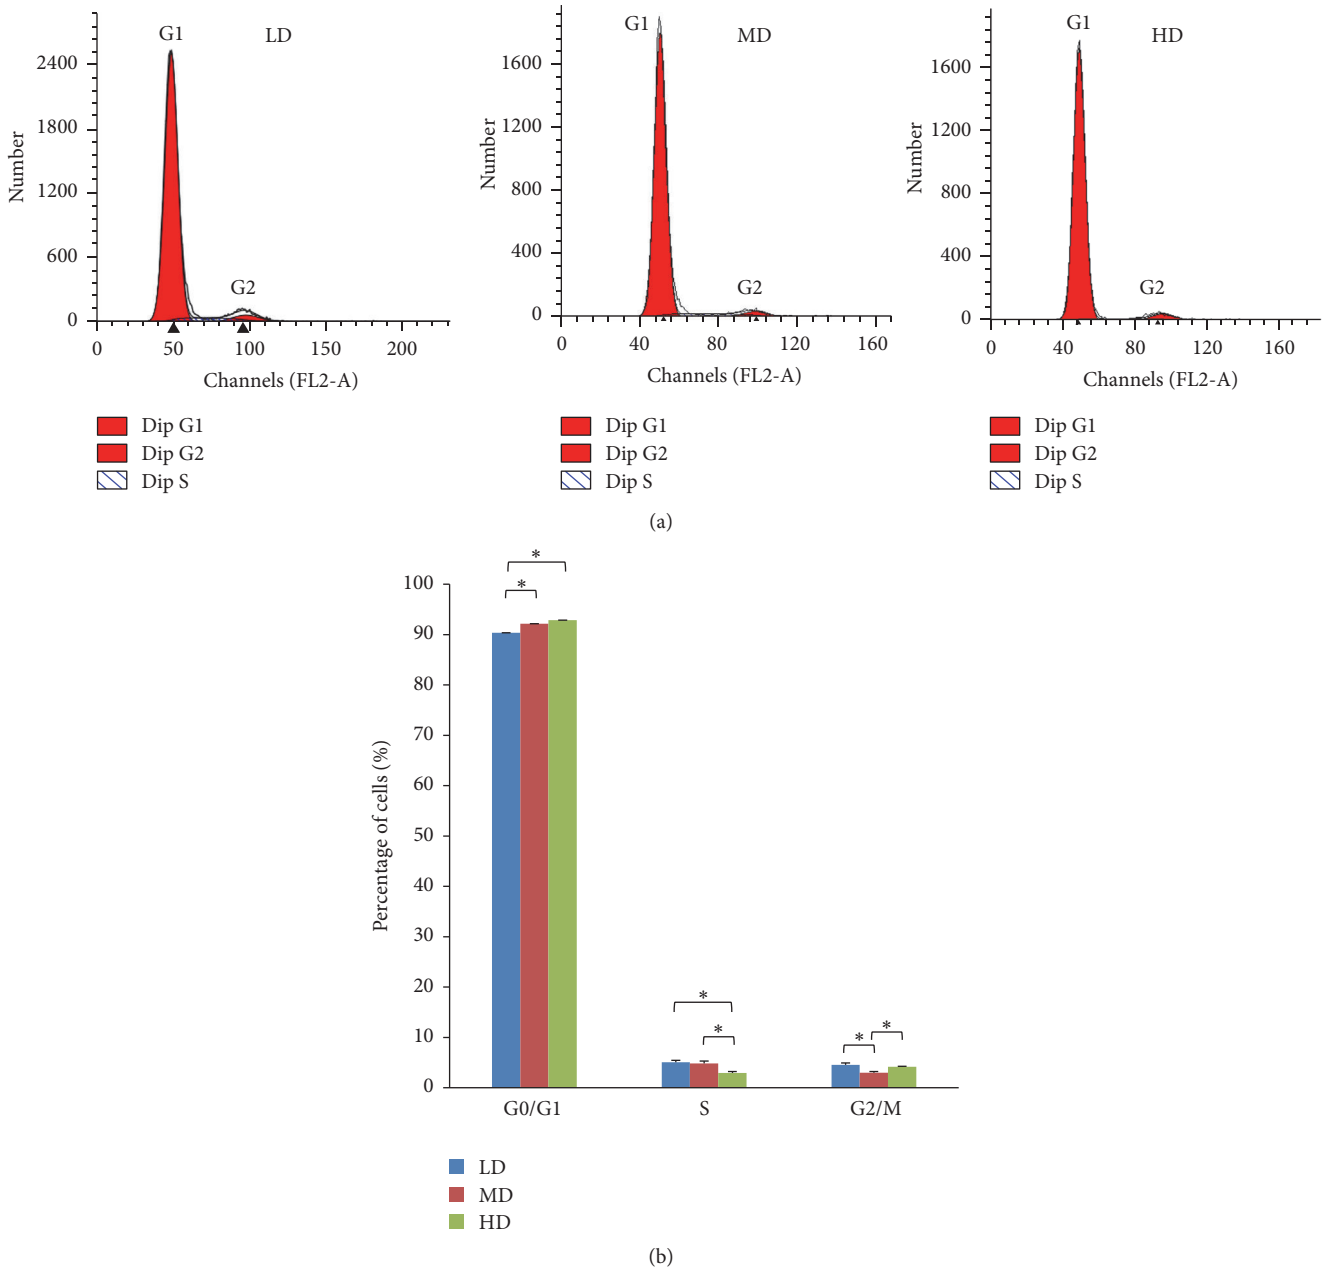 G1
LD
Number
2400
1800
1200
600
0
G2
0 50 100 150 200
Channels (FL2-A)
Dip G1
Dip G2
Dip S
G1
MD
Number
1600
1200
800
400
0
G2
0 40 80 120 160
Channels (FL2-A)
Dip G1
Dip G2
Dip S
G1
HD
Number
1600
1200
800
400
0
G2
0 40 80 120 160
Channels (FL2-A)
Dip G1
Dip G2
Dip S
(a)
Percentage of cells (%)
100
90
80
70
60
50
40
30
20
10
0
* *
* *
* *
G0/G1 S G2/M
LD
MD
HD
(b)